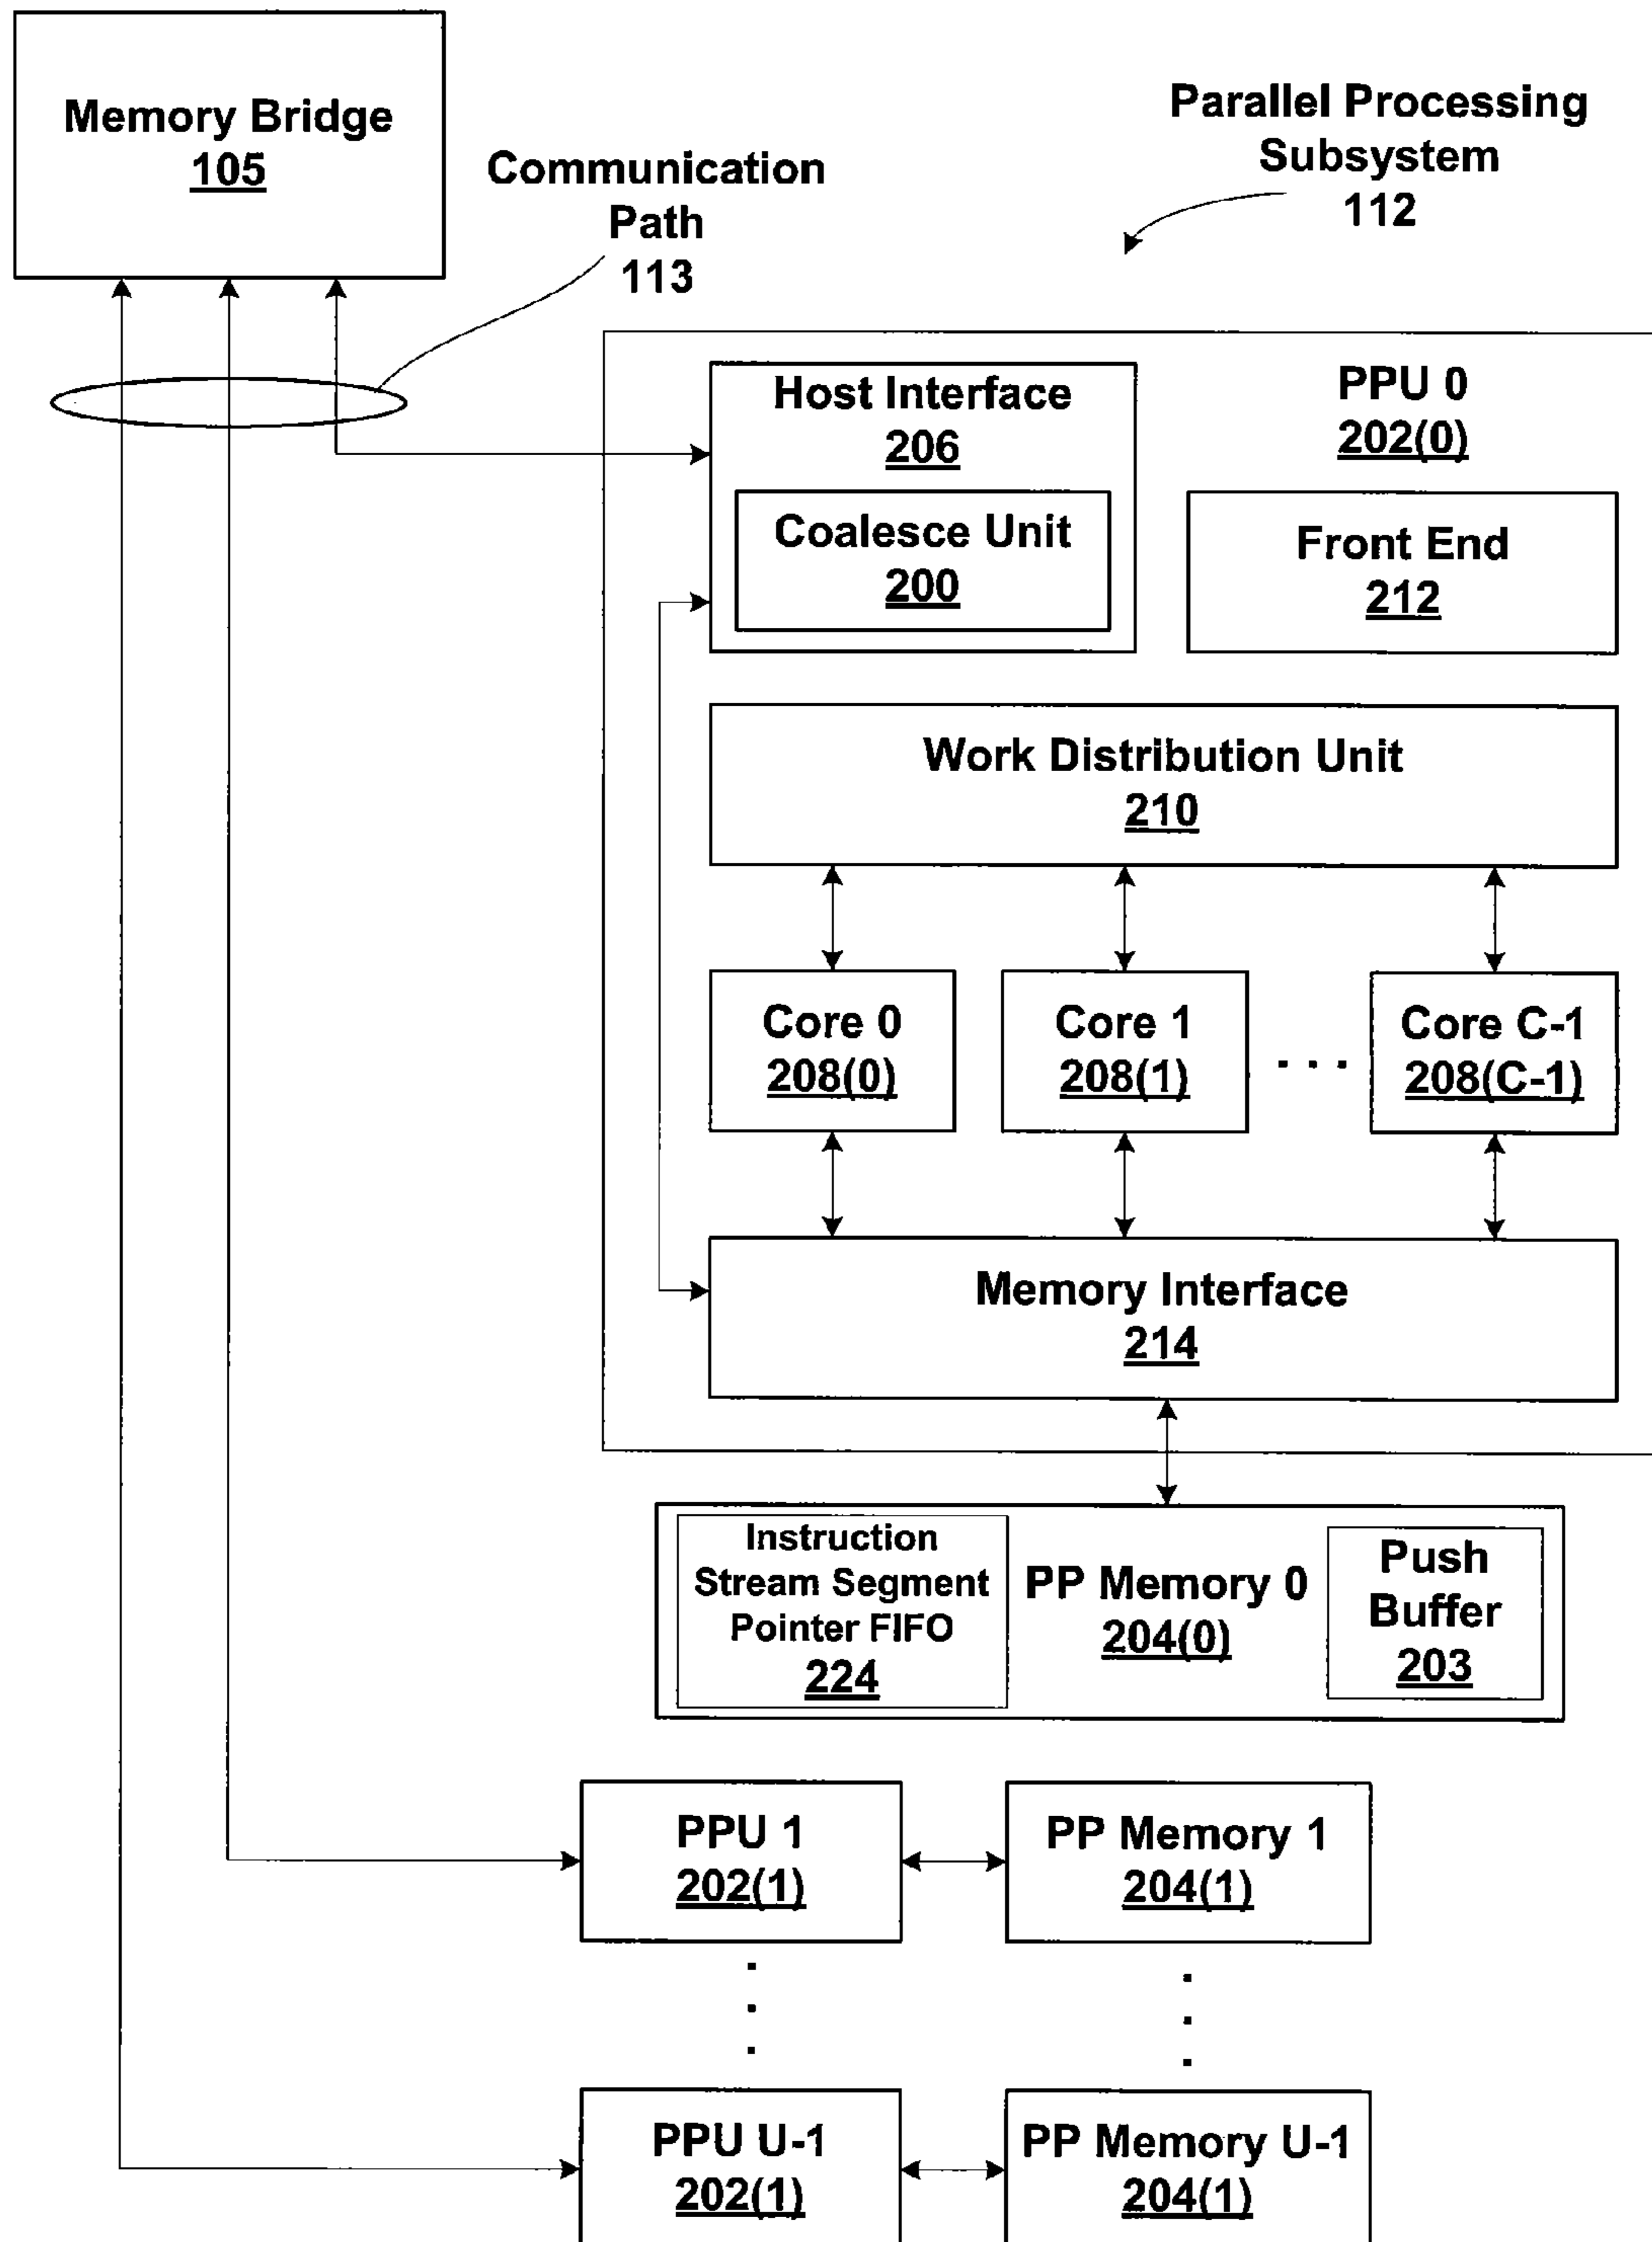 Memory Bridge
105
Communication
Path
113
Parallel Processing
Subsystem
112
Host Interface
206
PPU 0
202(0)
Coalesce Unit
200
Front End
212
Work Distribution Unit
210
Core 0
208(0)
Core 1
208(1)
. . .
Core C-1
208(C-1)
Memory Interface
214
Instruction
Stream Segment
Pointer FIFO
224
PP Memory 0
204(0)
Push
Buffer
203
PPU 1
202(1)
PP Memory 1
204(1)
PPU U-1
202(1)
PP Memory U-1
204(1)